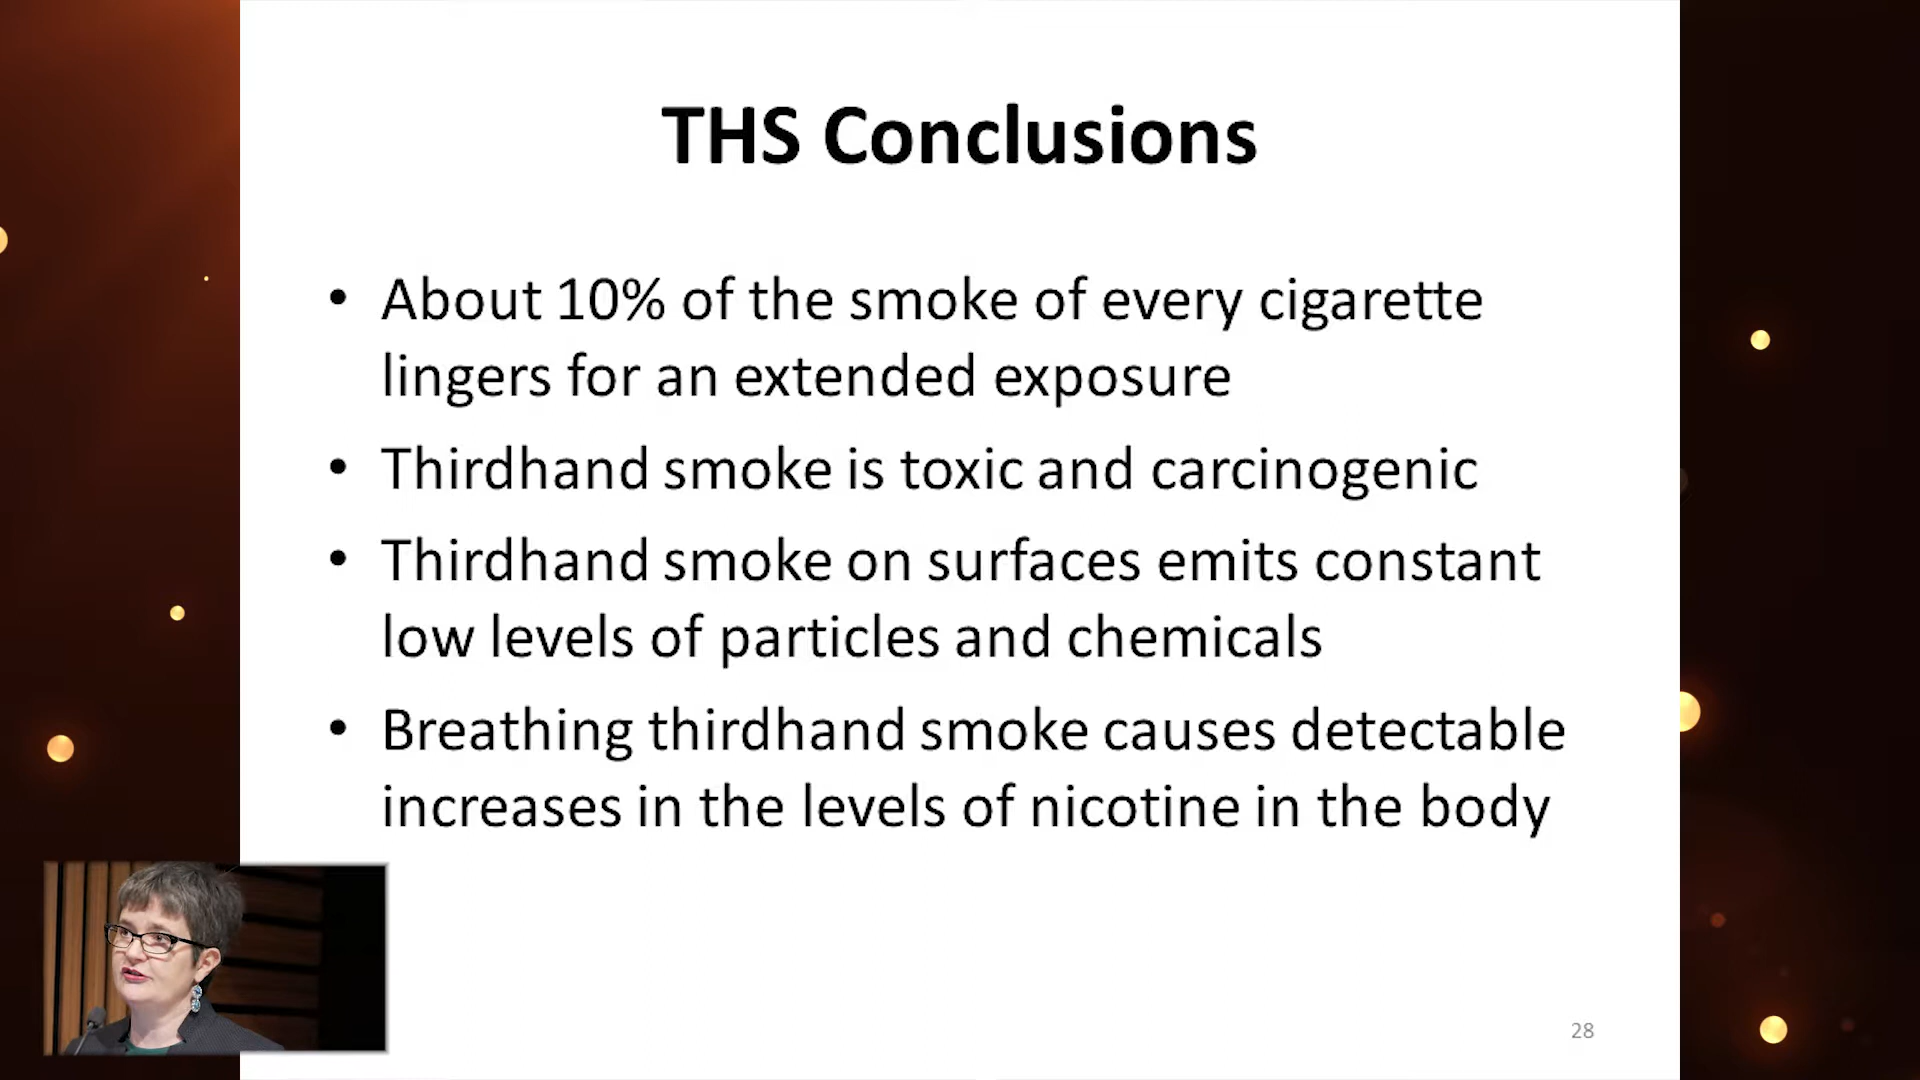 THS Conclusions
• About 10% of the smoke of every cigarette
lingers for an extended exposure
• Thirdhand smoke is toxic and carcinogenic
• Thirdhand smoke on surfaces emits constant
low levels of particles and chemicals
• Breathing thirdhand smoke causes detectable
increases in the levels of nicotine in the body
28